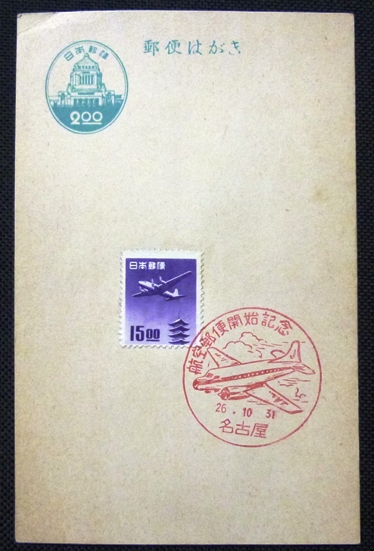 郵便はがき
日本郵便
2.00
日本郵便
15.00
航空郵便開始記念
26.10.31
名古屋